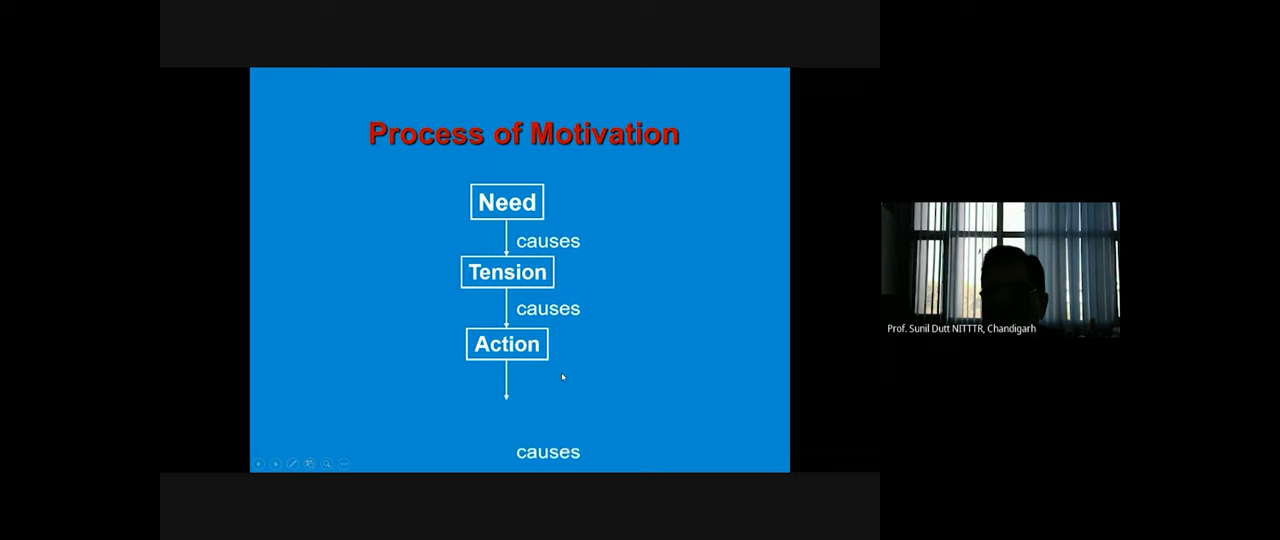 Process of Motivation
Need
causes
Tension
causes
Action
causes
Prof. Sunil Dutt NITTTR, Chandigarh